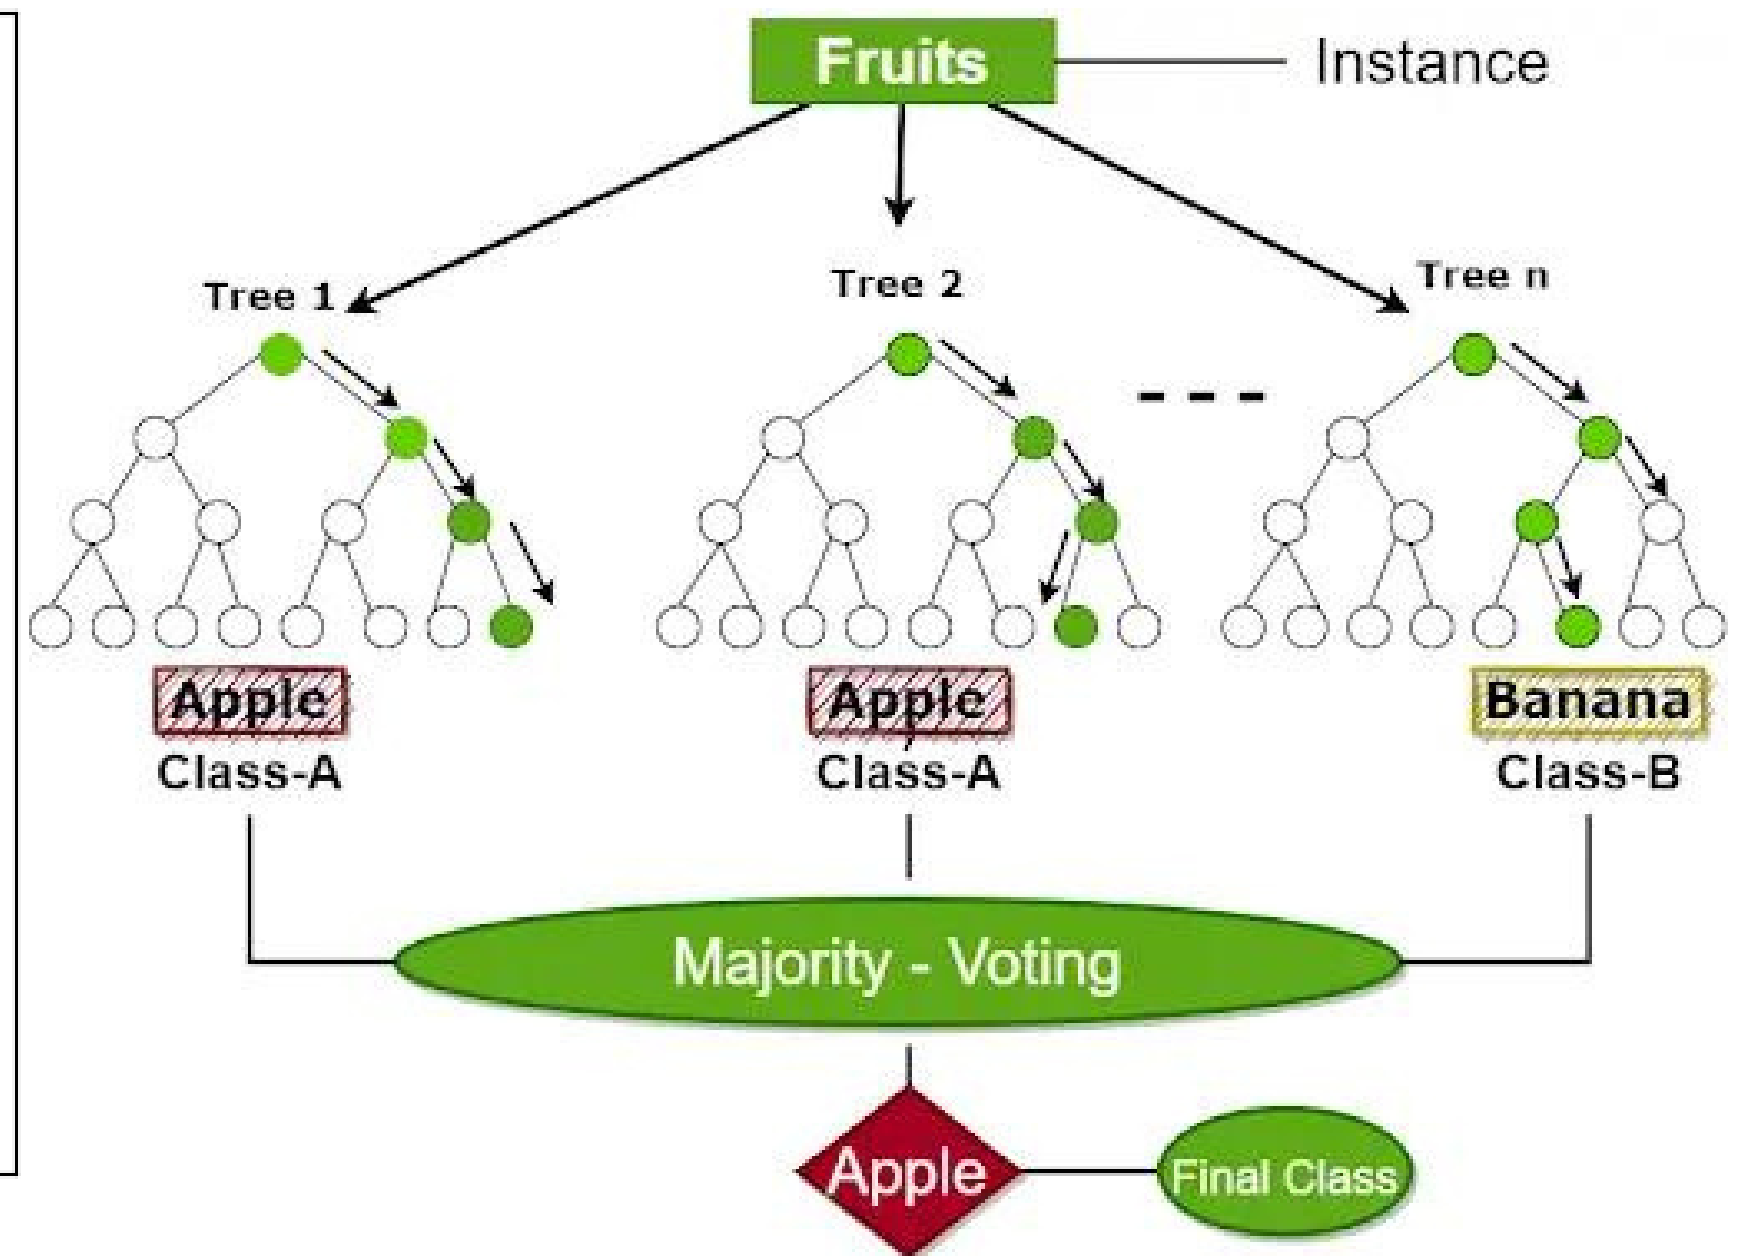 Fruits
Instance
Tree 1
Tree 2
Tree n
Apple
Apple
Banana
Class-A
Class-A
Class-B
Majority - Voting
Apple
Final Class